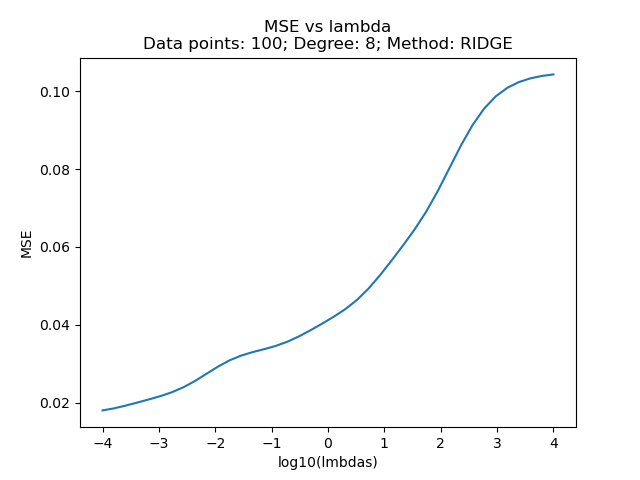 MSE vs lambda
Data points: 100; Degree: 8; Method: RIDGE
0.10
0.08
0.06
0.04
0.02
MSE
−4 −3 −2 −1 0 1 2 3 4
log10(lmbdas)